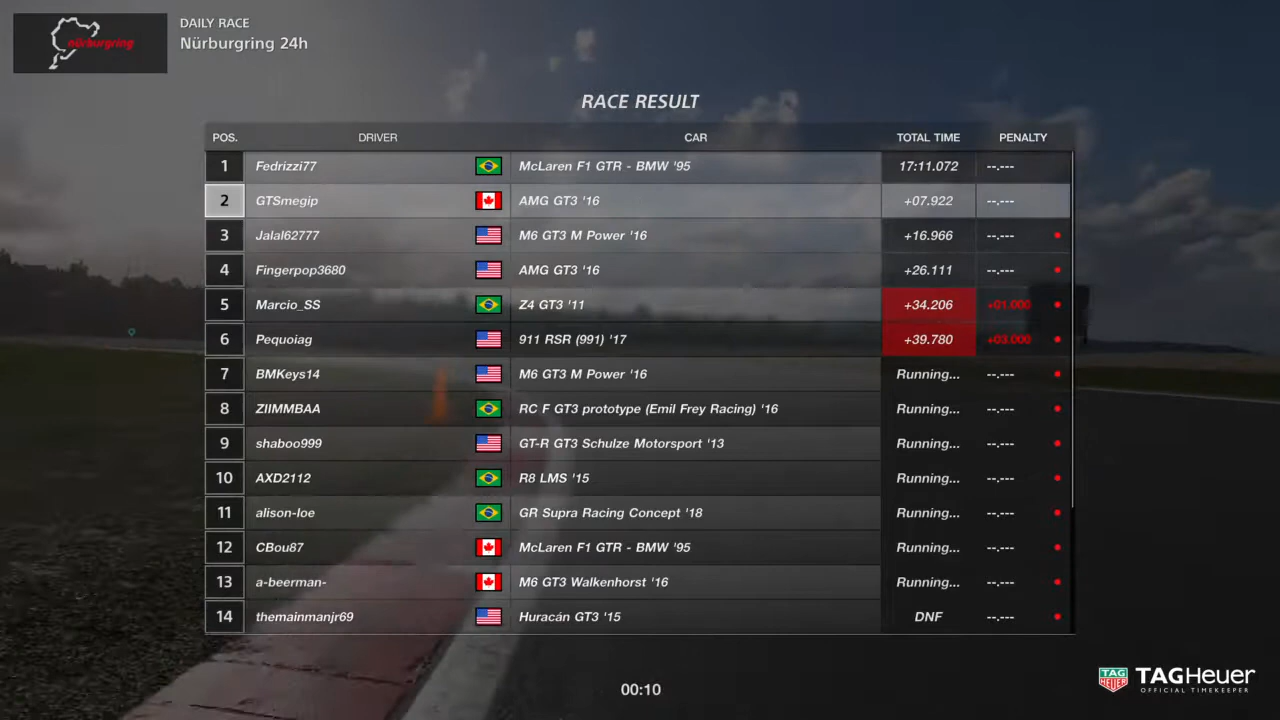 DAILY RACE
nürburgring
Nürburgring 24h
RACE RESULT
POS. DRIVER CAR TOTAL TIME PENALTY
1 Fedrizzi77 McLaren F1 GTR - BMW '95 17:11.072 --.---
2 GTSmegip AMG GT3 '16 +07.922 --.---
3 Jalal62777 M6 GT3 M Power '16 +16.966 --.---
4 Fingerpop3680 AMG GT3 '16 +26.111 --.---
5 Marcio_SS Z4 GT3 '11 +34.206 +01.000
6 Pequoiag 911 RSR (991) '17 +39.780 +03.000
7 BMKeys14 M6 GT3 M Power '16 Running... --.---
8 ZIIMMBAA RC F GT3 prototype (Emil Frey Racing) '16 Running... --.---
9 shaboo999 GT-R GT3 Schulze Motorsport '13 Running... --.---
10 AXD2112 R8 LMS '15 Running... --.---
11 alison-loe GR Supra Racing Concept '18 Running... --.---
12 CBou87 McLaren F1 GTR - BMW '95 Running... --.---
13 a-beerman- M6 GT3 Walkenhorst '16 Running... --.---
14 themainmanjr69 Huracán GT3 '15 DNF --.---
00:10
TAG HEUER TAGHeuer
OFFICIAL TIMEKEEPER